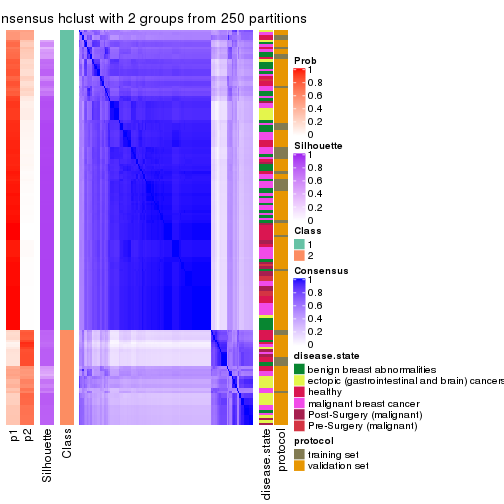 nsensus hclust with 2 groups from 250 partitions
Prob
1
0.8
0.6
0.4
0.2
0
Silhouette
1
0.8
0.6
0.4
0.2
0
Class
1
2
Consensus
1
0.8
0.6
0.4
0.2
0
disease.state
benign breast abnormalities
ectopic (gastrointestinal and brain) cancers
healthy
malignant breast cancer
Post-Surgery (malignant)
Pre-Surgery (malignant)
protocol
training set
validation set
p1
p2
Silhouette
Class
disease.state
protocol